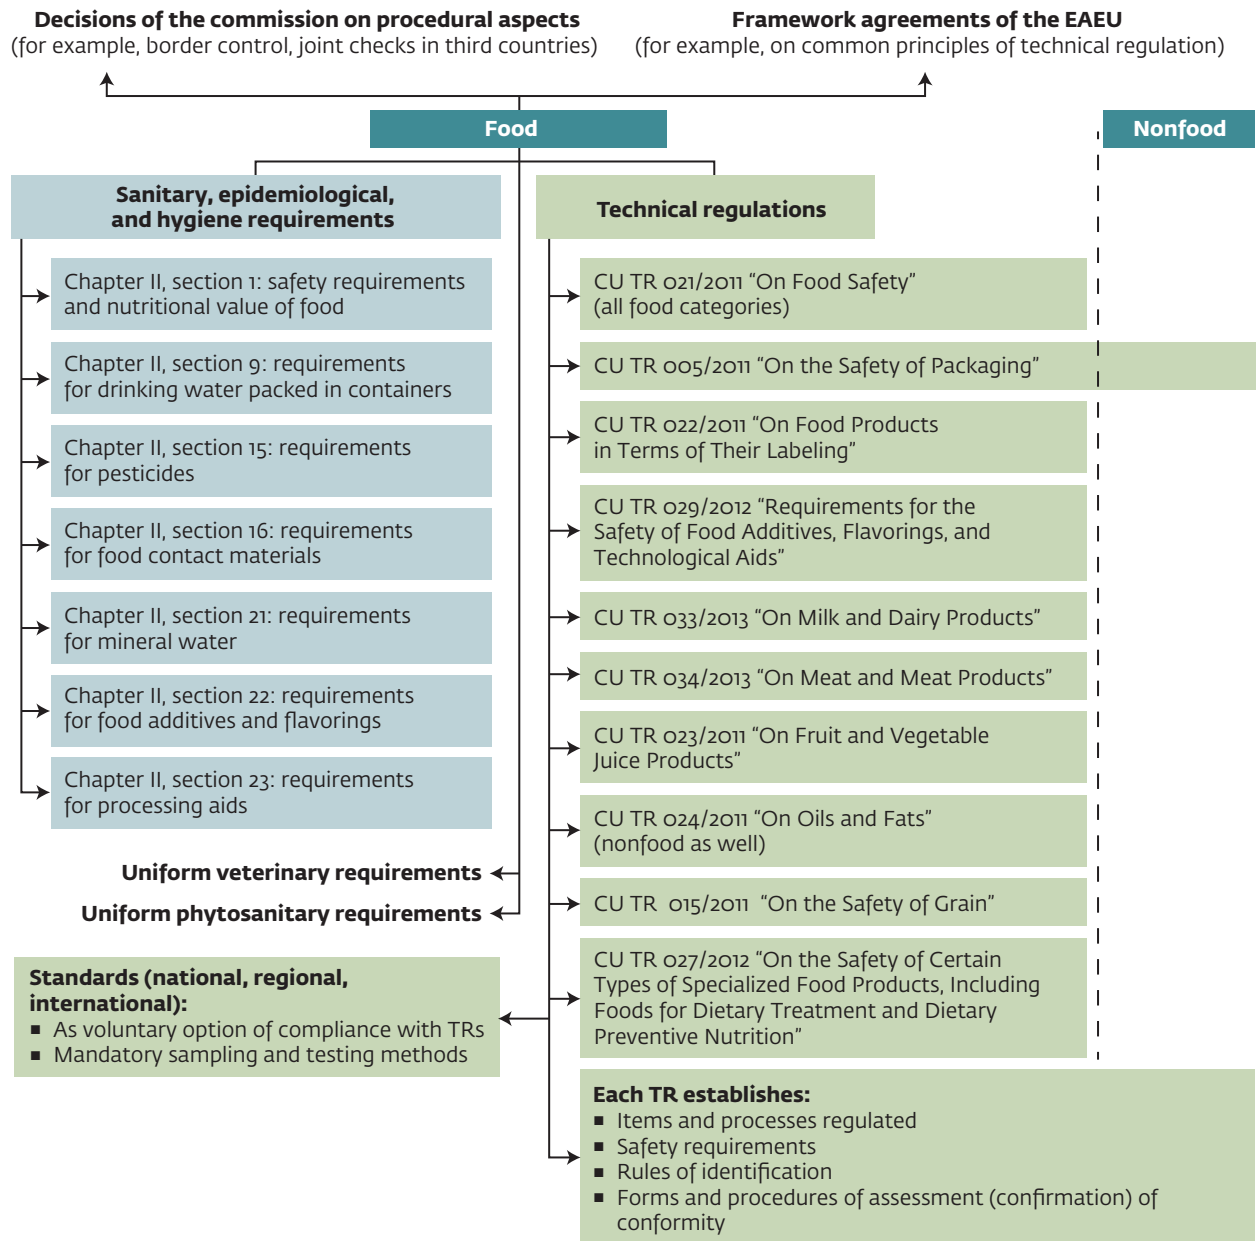 Decisions of the commission on procedural aspects
(for example, border control, joint checks in third countries)
Framework agreements of the EAEU
(for example, on common principles of technical regulation)
Food
Nonfood
Sanitary, epidemiological,
and hygiene requirements
Chapter II, section 1: safety requirements
and nutritional value of food
Chapter II, section 9: requirements
for drinking water packed in containers
Chapter II, section 15: requirements
for pesticides
Chapter II, section 16: requirements
for food contact materials
Chapter II, section 21: requirements
for mineral water
Chapter II, section 22: requirements
for food additives and flavorings
Chapter II, section 23: requirements
for processing aids
Uniform veterinary requirements
Uniform phytosanitary requirements
Standards (national, regional,
international):
▪ As voluntary option of compliance with TRs
▪ Mandatory sampling and testing methods
Technical regulations
CU TR 021/2011 “On Food Safety”
(all food categories)
CU TR 005/2011 “On the Safety of Packaging”
CU TR 022/2011 “On Food Products
in Terms of Their Labeling”
CU TR 029/2012 “Requirements for the
Safety of Food Additives, Flavorings, and
Technological Aids”
CU TR 033/2013 “On Milk and Dairy Products”
CU TR 034/2013 “On Meat and Meat Products”
CU TR 023/2011 “On Fruit and Vegetable
Juice Products”
CU TR 024/2011 “On Oils and Fats”
(nonfood as well)
CU TR 015/2011 “On the Safety of Grain”
CU TR 027/2012 “On the Safety of Certain
Types of Specialized Food Products, Including
Foods for Dietary Treatment and Dietary
Preventive Nutrition”
Each TR establishes:
▪ Items and processes regulated
▪ Safety requirements
▪ Rules of identification
▪ Forms and procedures of assessment (confirmation) of
conformity